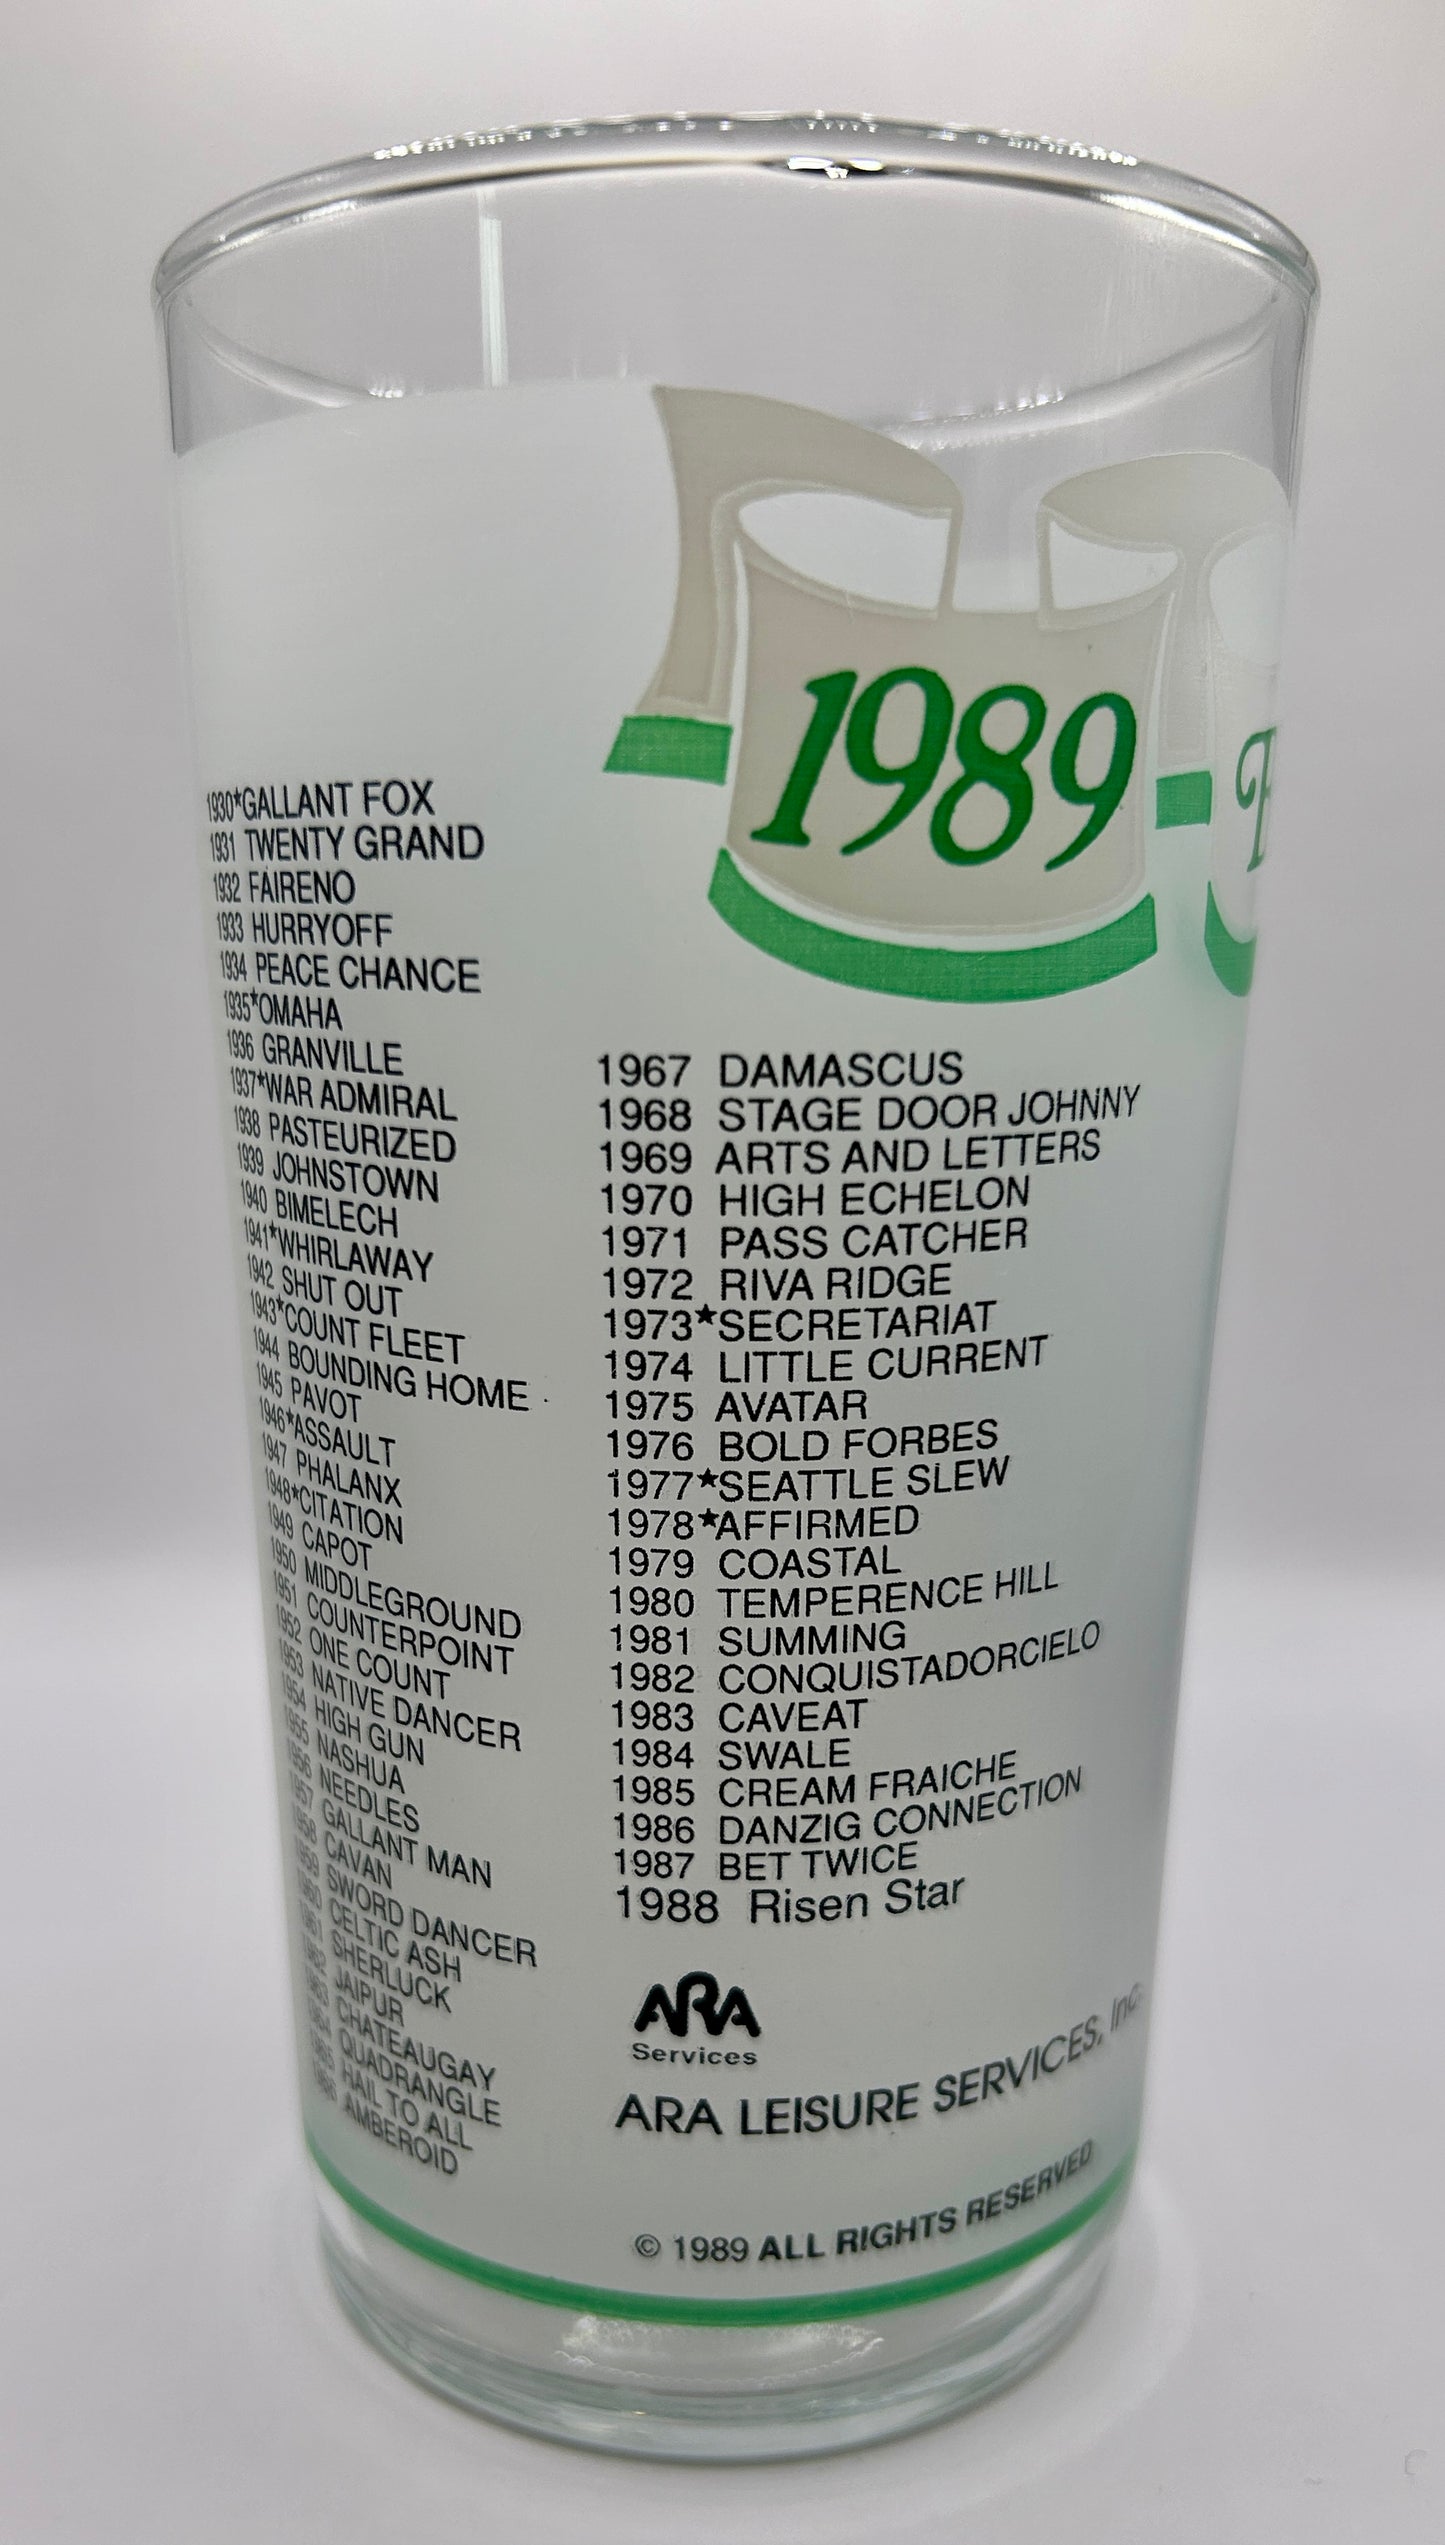 1989
B
1930*GALLANT FOX
1931 TWENTY GRAND
1932 FAIRENO
1933 HURRYOFF
1934 PEACE CHANCE
1935*OMAHA
1936 GRANVILLE
1937*WAR ADMIRAL
1938 PASTEURIZED
1939 JOHNSTOWN
1940 BIMELECH
1941*WHIRLAWAY
1942 SHUT OUT
1943*COUNT FLEET
1944 BOUNDING HOME
1945 PAVOT
1946*ASSAULT
1947 PHALANX
1948*CITATION
1949 CAPOT
1950 MIDDLEGROUND
1951 COUNTERPOINT
1952 ONE COUNT
1953 NATIVE DANCER
1954 HIGH GUN
1955 NASHUA
1956 NEEDLES
1957 GALLANT MAN
1958 CAVAN
1959 SWORD DANCER
1960 CELTIC ASH
1961 SHERLUCK
1962 JAIPUR
1963 CHATEAUGAY
1964 QUADRANGLE
1965 HAIL TO ALL
1966 AMBEROID
1967 DAMASCUS
1968 STAGE DOOR JOHNNY
1969 ARTS AND LETTERS
1970 HIGH ECHELON
1971 PASS CATCHER
1972 RIVA RIDGE
1973★SECRETARIAT
1974 LITTLE CURRENT
1975 AVATAR
1976 BOLD FORBES
1977★SEATTLE SLEW
1978★AFFIRMED
1979 COASTAL
1980 TEMPERENCE HILL
1981 SUMMING
1982 CONQUISTADORCIELO
1983 CAVEAT
1984 SWALE
1985 CREAM FRAICHE
1986 DANZIG CONNECTION
1987 BET TWICE
1988 Risen Star
ARA
Services
ARA LEISURE SERVICES, Inc.
© 1989 ALL RIGHTS RESERVED